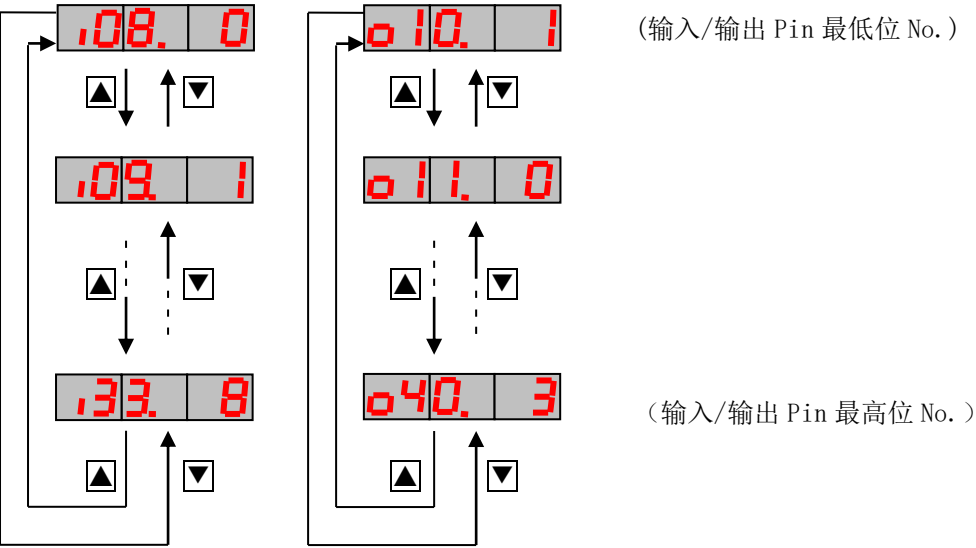 i08. 0
o10. 1
(输入/输出 Pin 最低位 No.)
▲ ▼ ▲ ▼
i09. 1
o11. 0
▲ ▼ ▲ ▼
i33. 8
o40. 3
（输入/输出 Pin 最高位 No.）
▲ ▼ ▲ ▼